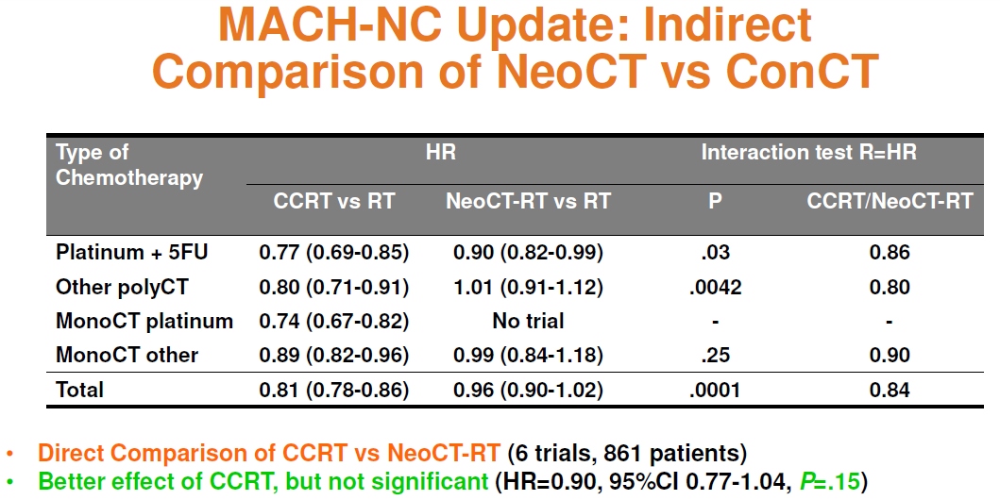 MACH-NC Update: Indirect
Comparison of NeoCT vs ConCT
Type of Chemotherapy HR Interaction test R=HR
CCRT vs RT NeoCT-RT vs RT P CCRT/NeoCT-RT
Platinum + 5FU 0.77 (0.69-0.85) 0.90 (0.82-0.99) .03 0.86
Other polyCT 0.80 (0.71-0.91) 1.01 (0.91-1.12) .0042 0.80
MonoCT platinum 0.74 (0.67-0.82) No trial - -
MonoCT other 0.89 (0.82-0.96) 0.99 (0.84-1.18) .25 0.90
Total 0.81 (0.78-0.86) 0.96 (0.90-1.02) .0001 0.84
• Direct Comparison of CCRT vs NeoCT-RT (6 trials, 861 patients)
• Better effect of CCRT, but not significant (HR=0.90, 95%CI 0.77-1.04, P=.15)